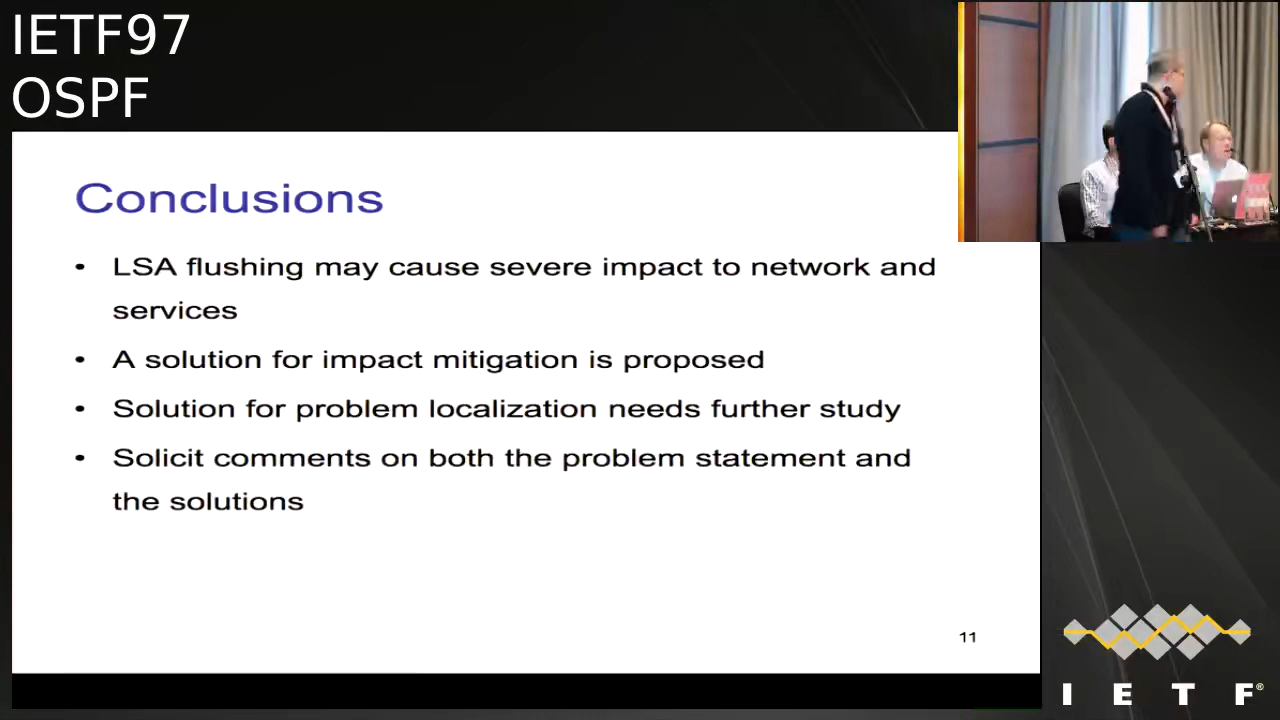 IETF97
OSPF
Conclusions
• LSA flushing may cause severe impact to network and
services
• A solution for impact mitigation is proposed
• Solution for problem localization needs further study
• Solicit comments on both the problem statement and
the solutions
11
I E T F®